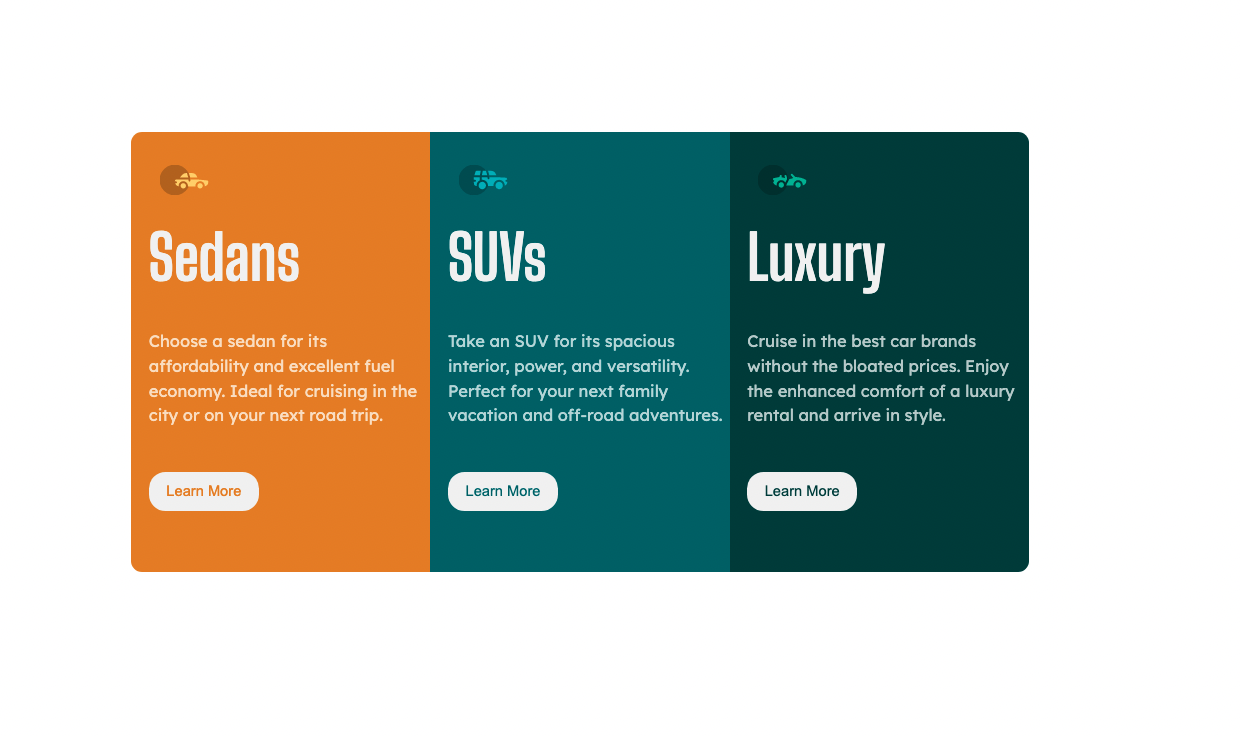 Sedans
Choose a sedan for its
affordability and excellent fuel
economy. Ideal for cruising in the
city or on your next road trip.
Learn More
SUVs
Take an SUV for its spacious
interior, power, and versatility.
Perfect for your next family
vacation and off-road adventures.
Learn More
Luxury
Cruise in the best car brands
without the bloated prices. Enjoy
the enhanced comfort of a luxury
rental and arrive in style.
Learn More